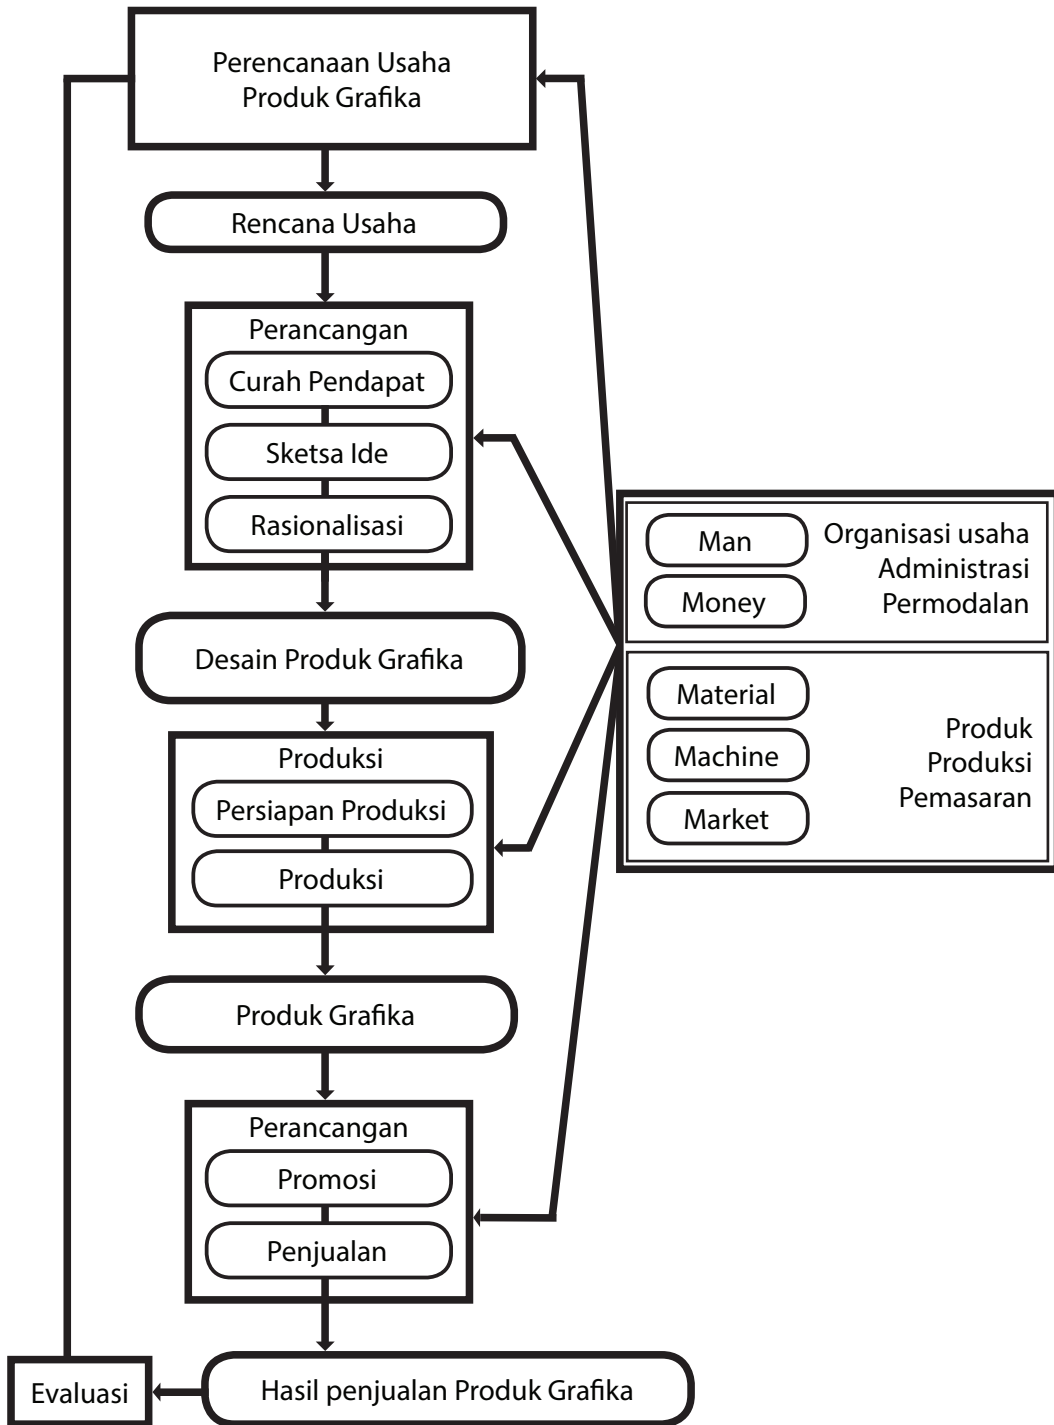 Perencanaan Usaha
Produk Grafika
Rencana Usaha
Perancangan
Curah Pendapat
Sketsa Ide
Rasionalisasi
Desain Produk Grafika
Produksi
Persiapan Produksi
Produksi
Produk Grafika
Perancangan
Promosi
Penjualan
Hasil penjualan Produk Grafika
Evaluasi
Man
Money
Organisasi usaha
Administrasi
Permodalan
Material
Machine
Market
Produk
Produksi
Pemasaran